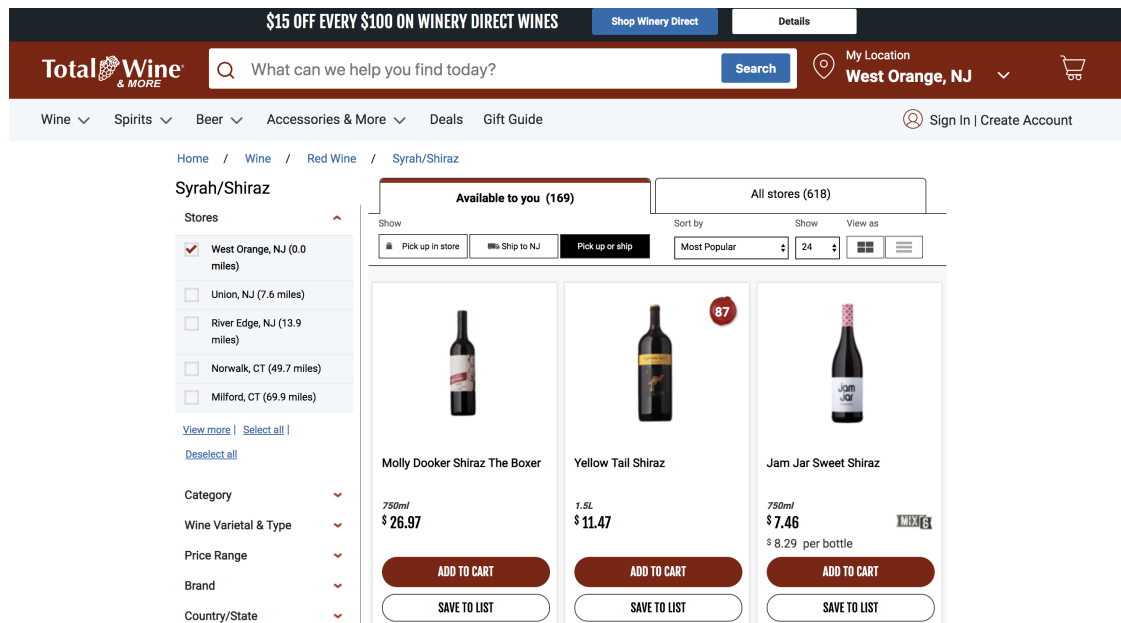 $15 OFF EVERY $100 ON WINERY DIRECT WINES
Shop Winery Direct
Details
Total Wine
& MORE
What can we help you find today?
Search
My Location
West Orange, NJ
Wine
Spirits
Beer
Accessories & More
Deals
Gift Guide
Sign In | Create Account
Home / Wine / Red Wine / Syrah/Shiraz
Syrah/Shiraz
Stores
West Orange, NJ (0.0
miles)
Union, NJ (7.6 miles)
River Edge, NJ (13.9
miles)
Norwalk, CT (49.7 miles)
Milford, CT (69.9 miles)
View more | Select all |
Deselect all
Category
Wine Varietal & Type
Price Range
Brand
Country/State
Available to you (169)
All stores (618)
Show
Pick up in store
Ship to NJ
Pick up or ship
Sort by
Most Popular
Show
24
View as
Molly Dooker Shiraz The Boxer
750ml
$ 26.97
ADD TO CART
SAVE TO LIST
87
Yellow Tail Shiraz
1.5L
$ 11.47
ADD TO CART
SAVE TO LIST
Jam
Jar
Jam Jar Sweet Shiraz
750ml
$ 7.46
MIX 6
$ 8.29 per bottle
ADD TO CART
SAVE TO LIST